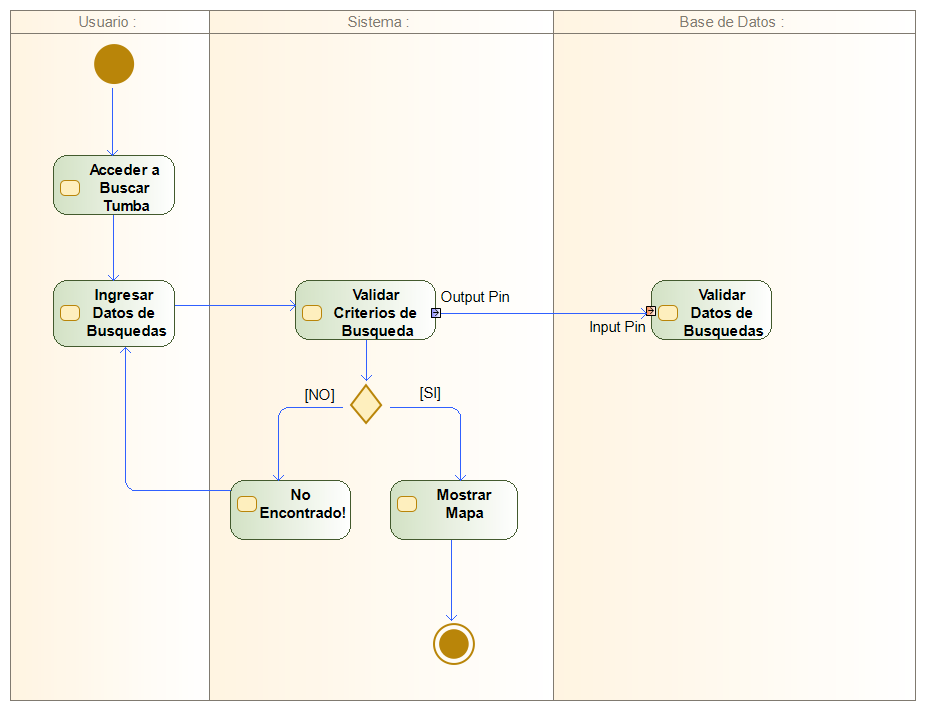 Usuario :
Sistema :
Base de Datos :
Acceder a
Buscar
Tumba
Ingresar
Datos de
Busquedas
Validar
Criterios de
Busqueda
Output Pin
Input Pin
Validar
Datos de
Busquedas
[NO]
[SI]
No
Encontrado!
Mostrar
Mapa